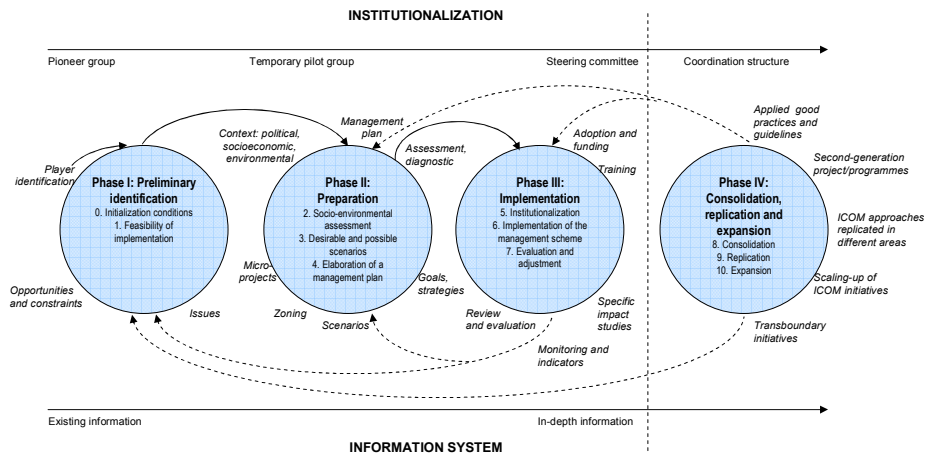 INSTITUTIONALIZATION
Pioneer group
Temporary pilot group
Steering committee
Coordination structure
Player
identification
Context: political,
socioeconomic,
environmental
Management
plan
Assessment,
diagnostic
Adoption and
funding
Training
Applied good
practices and
guidelines
Second-generation
project/programmes
ICOM approaches
replicated in
different areas
Scaling-up of
ICOM initiatives
Transboundary
initiatives
Phase I: Preliminary
identification
0. Initialization conditions
1. Feasibility of
implementation
Opportunities
and constraints
Issues
Phase II:
Preparation
2. Socio-environmental
assessment
3. Desirable and possible
scenarios
4. Elaboration of a
management plan
Micro-
projects
Zoning
Scenarios
Goals,
strategies
Phase III:
Implementation
5. Institutionalization
6. Implementation of the
management scheme
7. Evaluation and
adjustment
Review
and evaluation
Specific
impact
studies
Monitoring and
indicators
Phase IV:
Consolidation,
replication and
expansion
8. Consolidation
9. Replication
10. Expansion
Existing information
In-depth information
INFORMATION SYSTEM